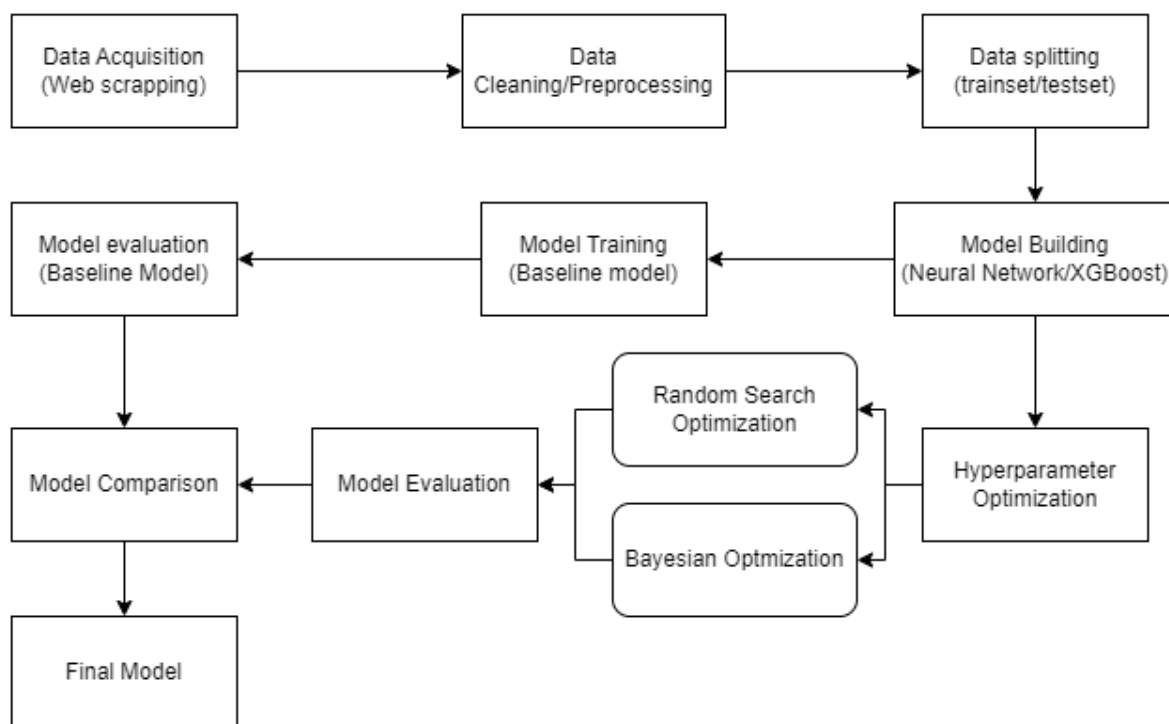 Data Acquisition
(Web scrapping)
Data
Cleaning/Preprocessing
Data splitting
(trainset/testset)
Model evaluation
(Baseline Model)
Model Training
(Baseline model)
Model Building
(Neural Network/XGBoost)
Random Search
Optimization
Model Comparison
Model Evaluation
Hyperparameter
Optimization
Bayesian Optmization
Final Model